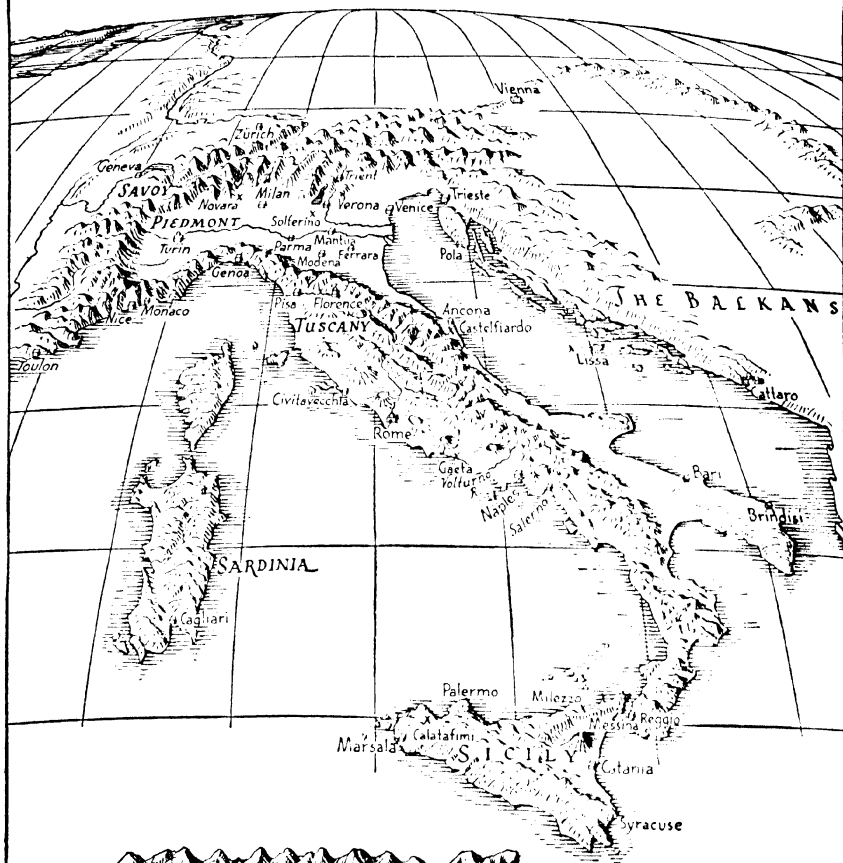 Vienna
Zürich
Geneva
Trient
SAVOY
Novara
Milan
Verona
Venice
Trieste
PIEDMONT
Solferino
Turin
Parma
Mantua
Ferrara
Modena
Pola
Genoa
Monaco
Nice
Toulon
Pisa
Florence
TUSCANY
THE BALKANS
Ancona
Castelfiardo
Lissa
Cattaro
Civitavecchia
Rome
Gaeta
Volturno
R
Naples
Salerno
Bari
Brindisi
SARDINIA
Cagliari
Palermo
Milazzo
Messina
Reggio
Marsala
Calatafimi
SICILY
Catania
Syracuse